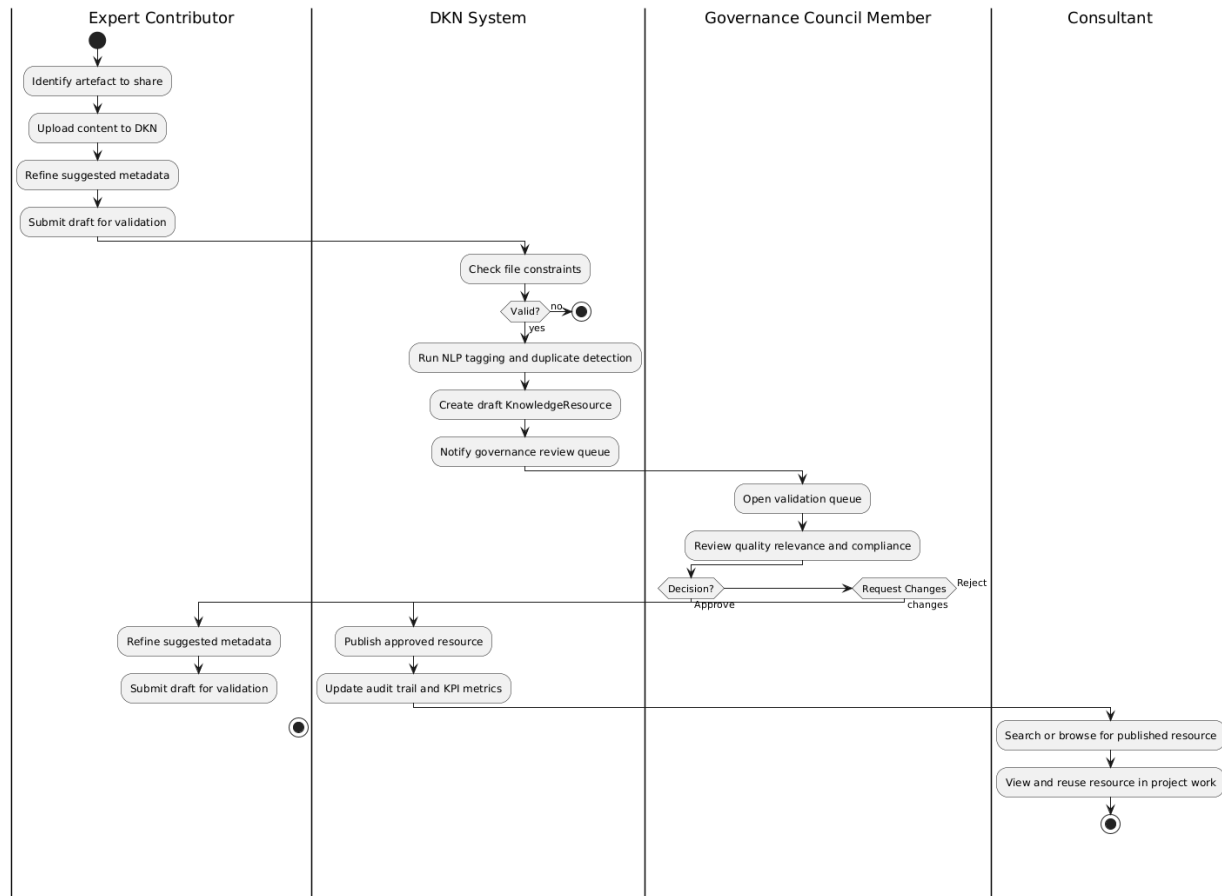 Expert Contributor
DKN System
Governance Council Member
Consultant
Identify artefact to share
Upload content to DKN
Refine suggested metadata
Submit draft for validation
Check file constraints
Valid?
no
yes
Run NLP tagging and duplicate detection
Create draft KnowledgeResource
Notify governance review queue
Open validation queue
Review quality relevance and compliance
Decision?
Approve
Request Changes
Reject
changes
Refine suggested metadata
Submit draft for validation
Publish approved resource
Update audit trail and KPI metrics
Search or browse for published resource
View and reuse resource in project work